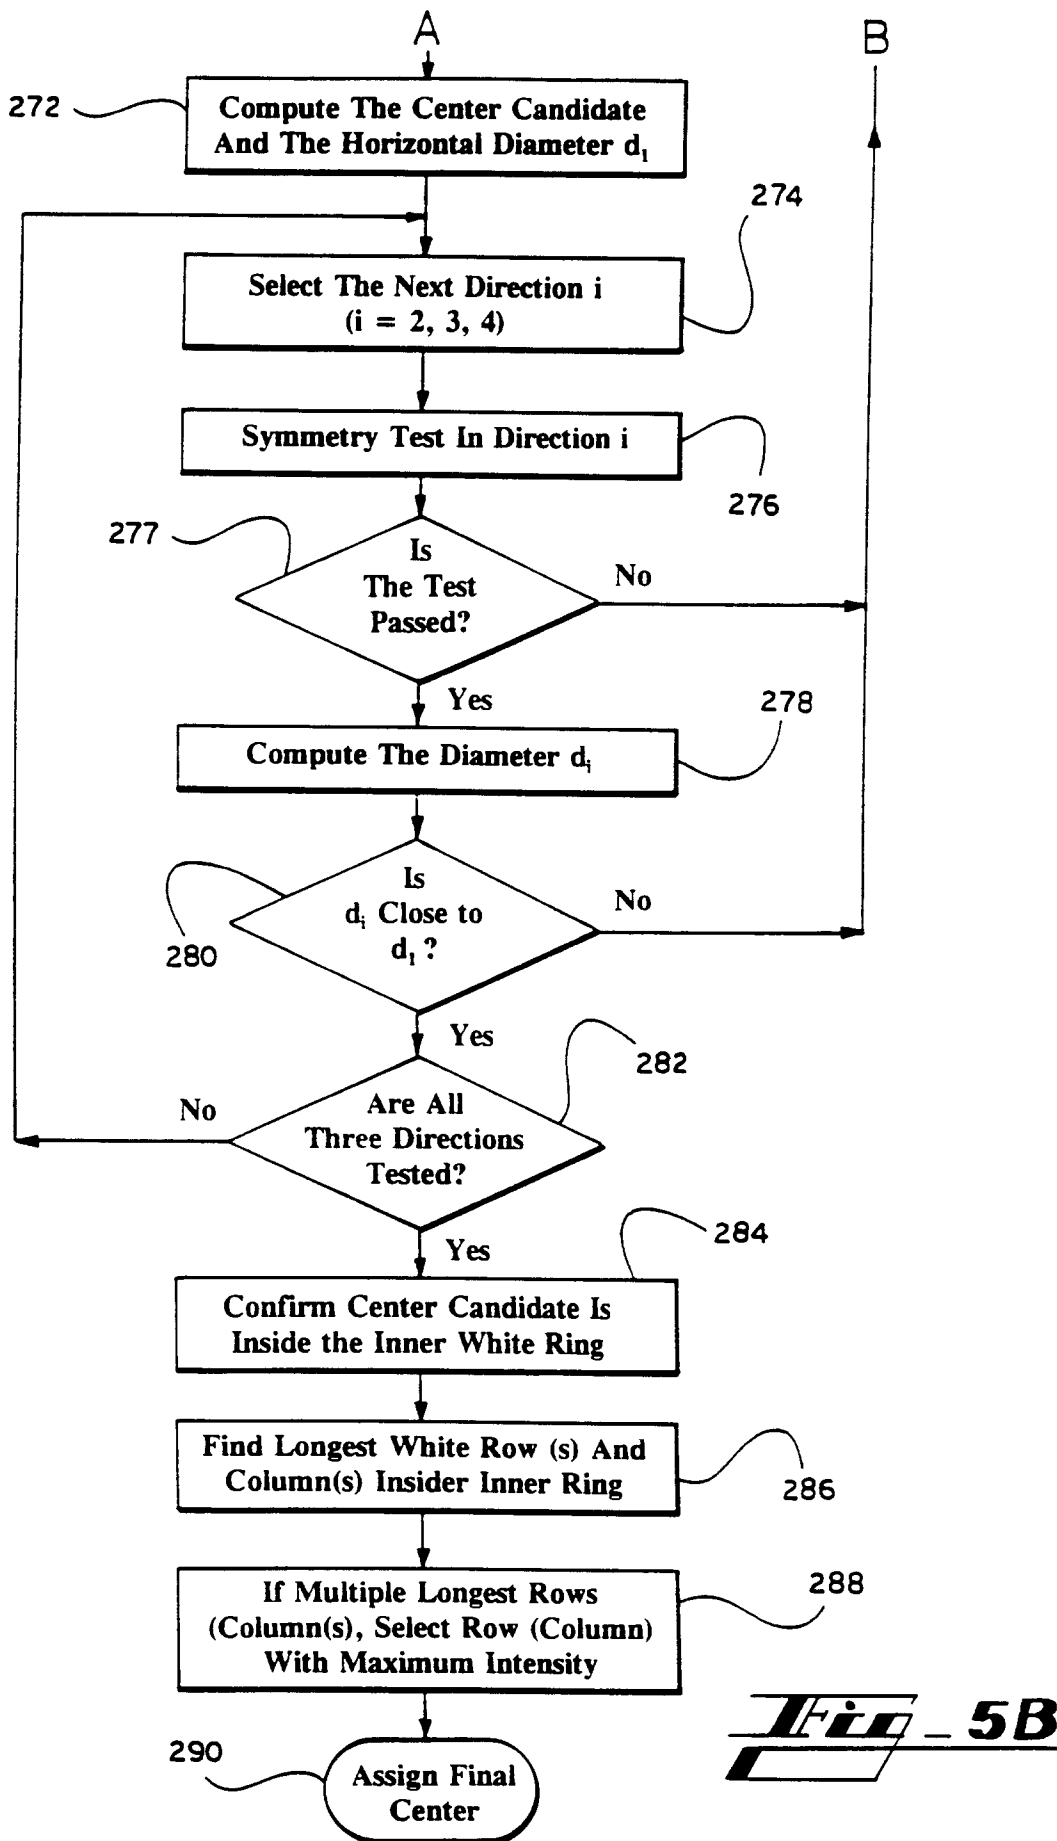 A
B
272
Compute The Center Candidate
And The Horizontal Diameter d₁
274
Select The Next Direction i
(i = 2, 3, 4)
Symmetry Test In Direction i
276
277
Is
The Test
Passed?
No
Yes
278
Compute The Diameter dᵢ
Is
dᵢ Close to
d₁ ?
No
280
Yes
282
No
Are All
Three Directions
Tested?
284
Yes
Confirm Center Candidate Is
Inside the Inner White Ring
Find Longest White Row (s) And
Column(s) Insider Inner Ring
286
If Multiple Longest Rows
(Column(s), Select Row (Column)
With Maximum Intensity
288
290
Assign Final
Center
Fig_5B